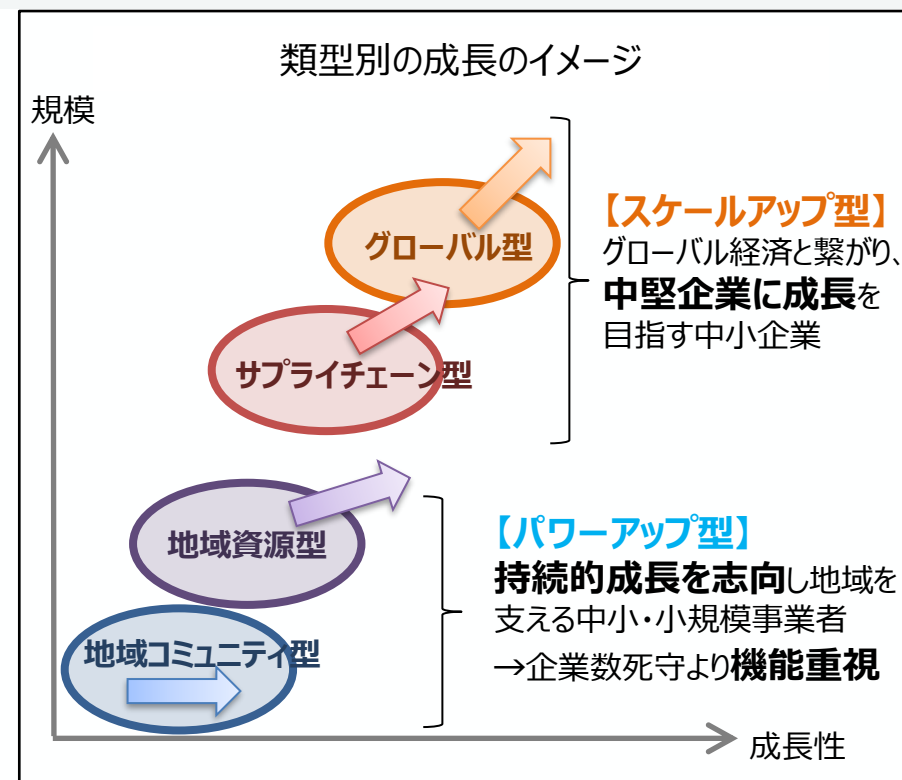 類型別の成長のイメージ
規模
グローバル型
サプライチェーン型
【スケールアップ型】
グローバル経済と繋がり、
中堅企業に成長を
目指す中小企業
地域資源型
地域コミュニティ型
【パワーアップ型】
持続的成長を志向し地域を
支える中小・小規模事業者
→企業数死守より機能重視
成長性